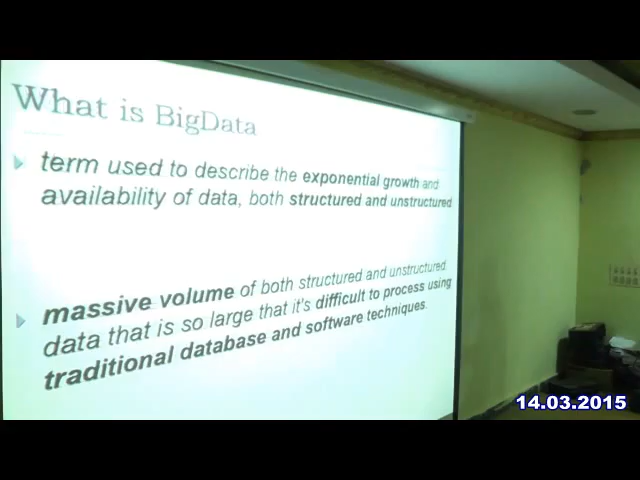 What is BigData
term used to describe the exponential growth and
availability of data, both structured and unstructured
massive volume of both structured and unstructured
data that is so large that it's difficult to process using
traditional database and software techniques.
14.03.2015